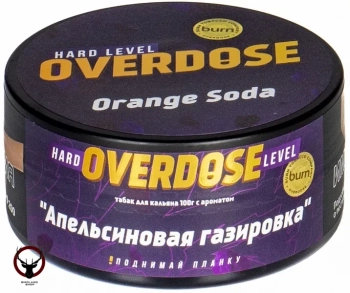 HARD LEVEL
burn
OVERDOSE
Orange Soda
HARD OVERDOSE LEVEL
burn
табак для кальяна 100г с ароматом
"Апельсиновая газировка"
!ПОДНИМАЙ ПЛАНКУ